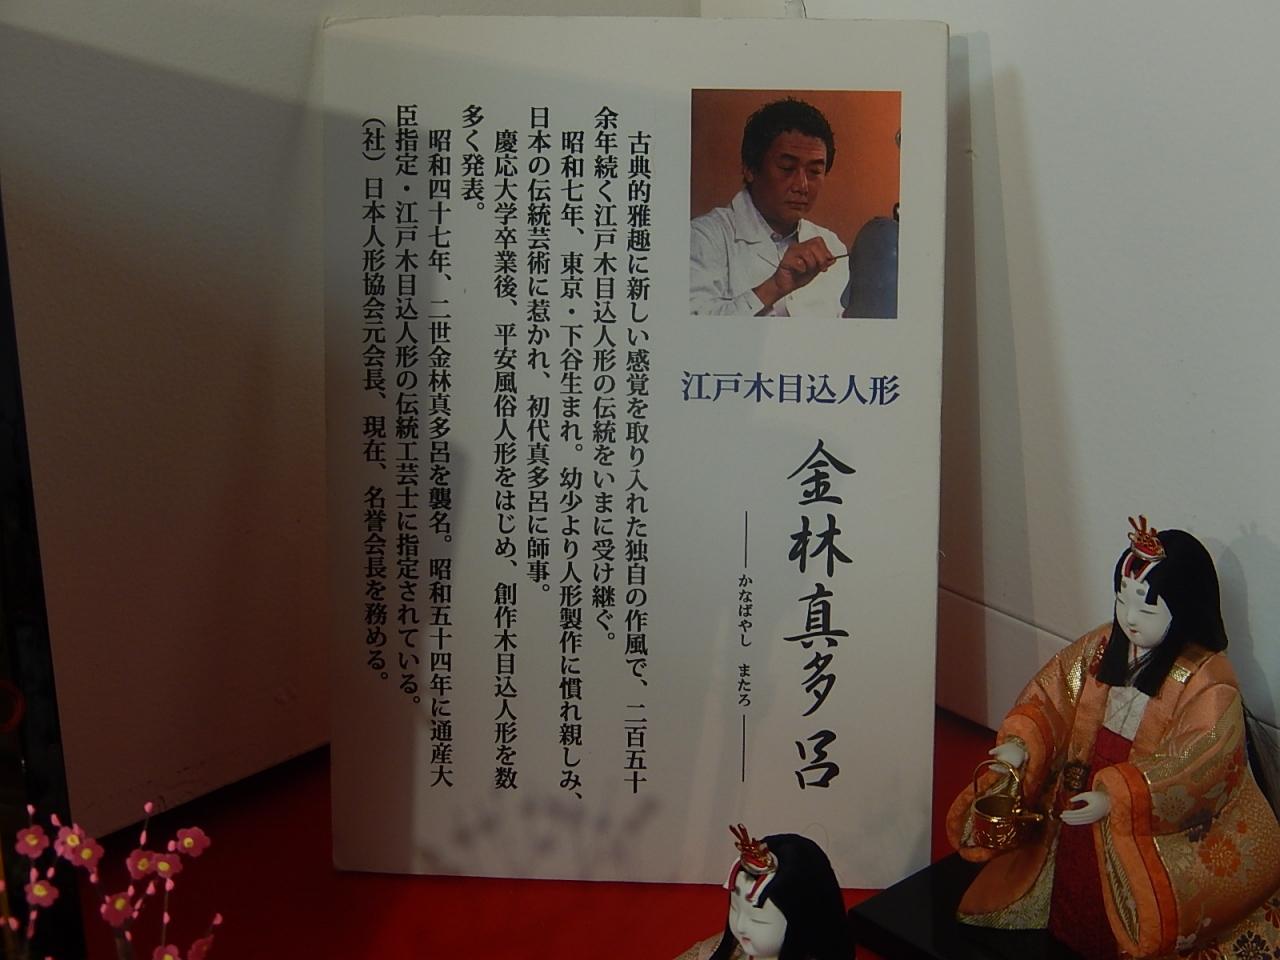 江戸木目込人形
金林真多呂
かなばやし　またろ
古典的雅趣に新しい感覚を取り入れた独自の作風で、二百五十
余年続く江戸木目込人形の伝統をいまに受け継ぐ。
昭和七年、東京・下谷生まれ。幼少より人形製作に慣れ親しみ、
日本の伝統芸術に惹かれ、初代真多呂に師事。
慶応大学卒業後、平安風俗人形をはじめ、創作木目込人形を数
多く発表。
昭和四十七年、二世金林真多呂を襲名。昭和五十四年に通産大
臣指定・江戸木目込人形の伝統工芸士に指定されている。
（社）日本人形協会元会長、現在、名誉会長を務める。